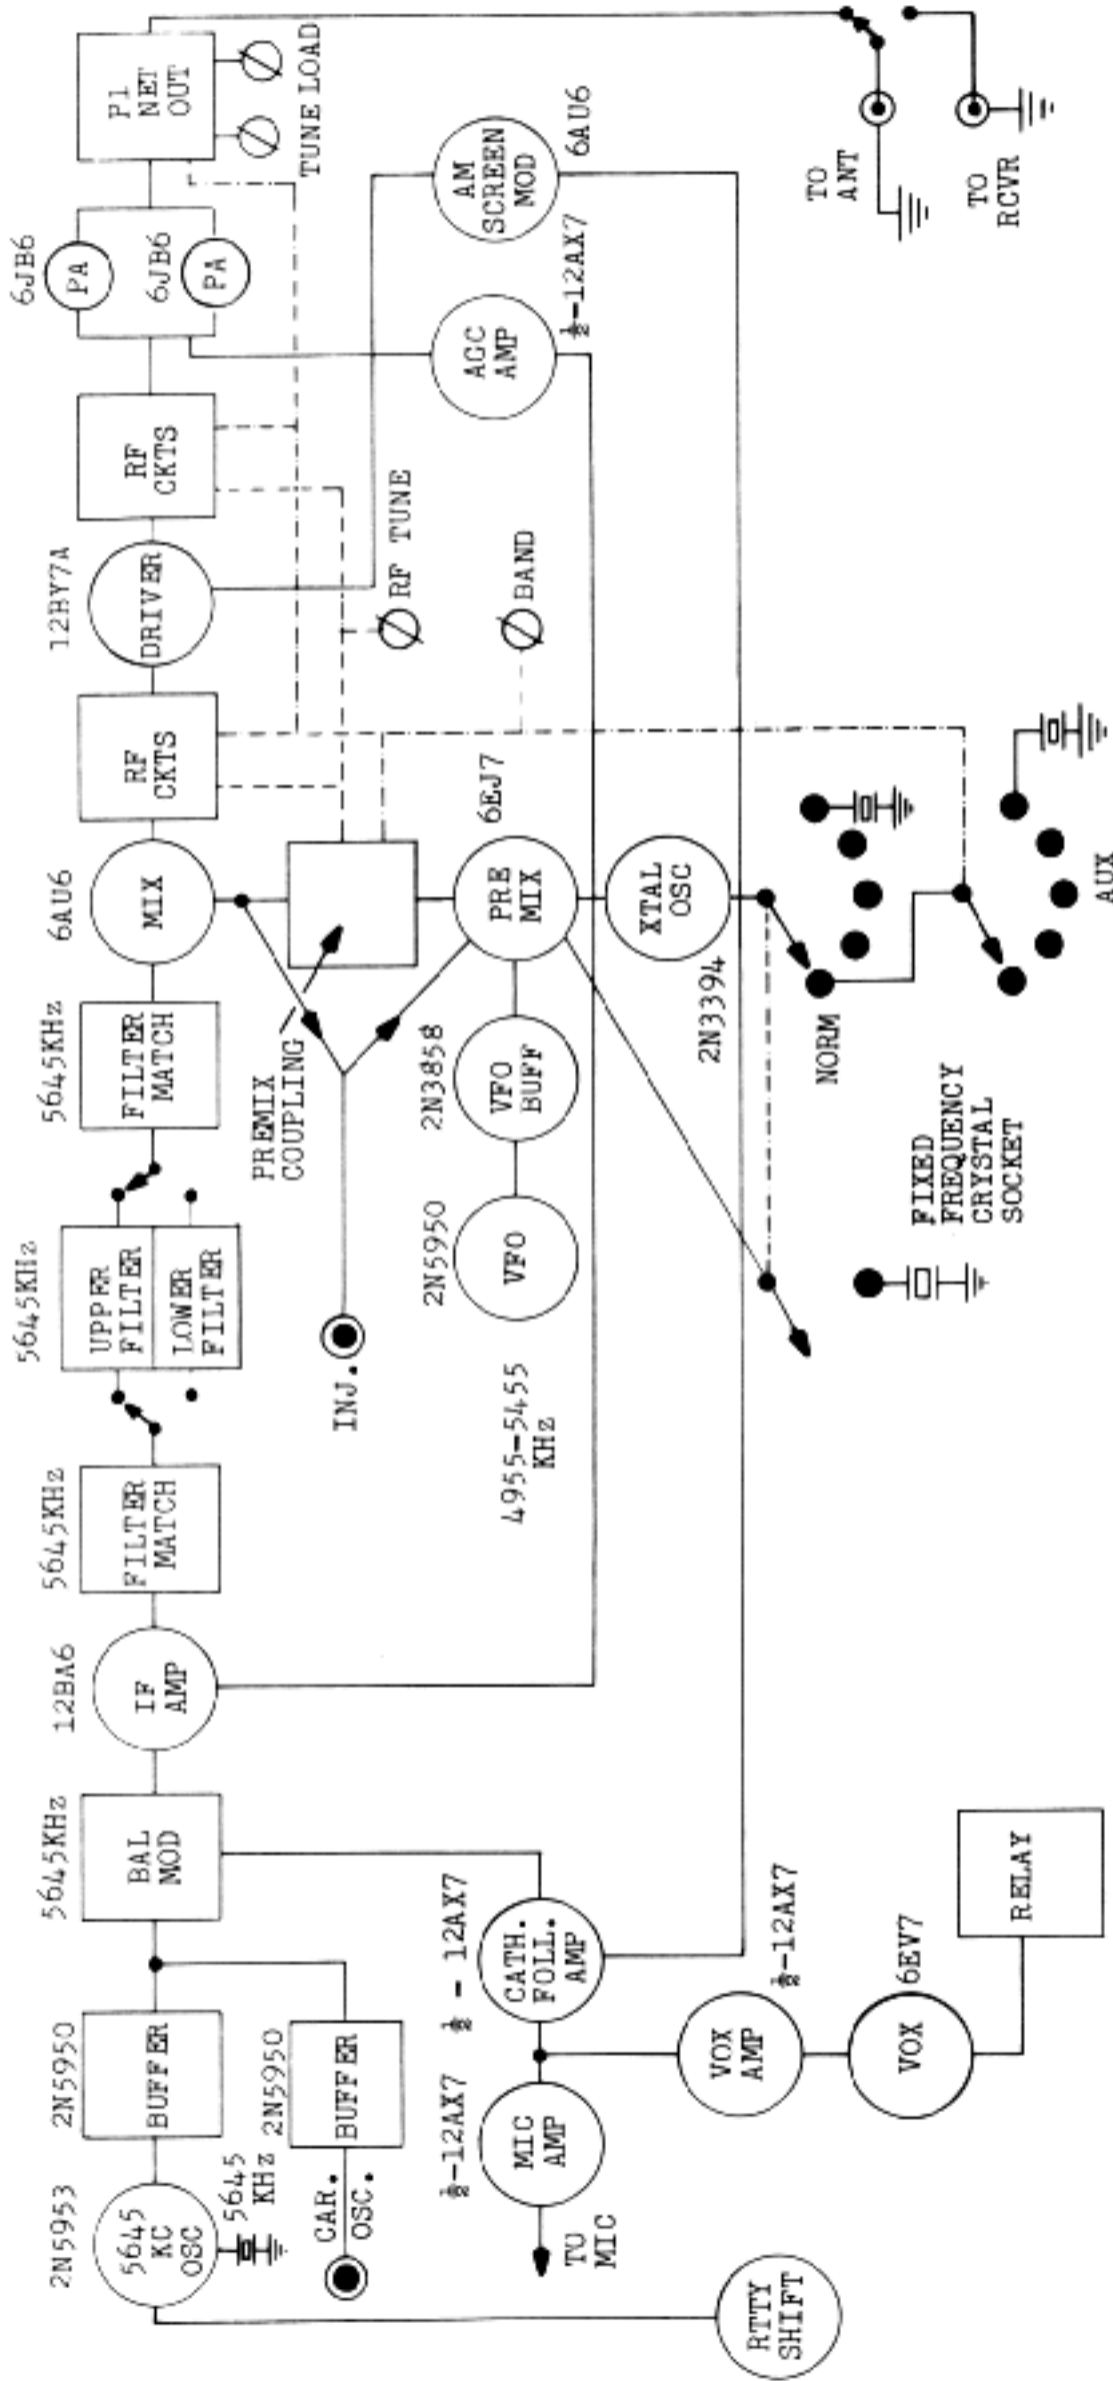 2N5953
5645
KC
OSC
5645
KHz
2N5950
BUFFER
CAR.
OSC.
2N5950
BUFFER
5645KHz
BAL
MOD
12BA6
IF
AMP
5645KHz
FILTER
MATCH
5645KHz
UPPER
FILTER
LOWER
FILTER
5645KHz
FILTER
MATCH
6AU6
MIX
RF
CKTS
12BY7A
DRIVER
RF
CKTS
6JB6
PA
6JB6
PA
PI
NET
OUT
TUNE LOAD
INJ.
PREMIX
COUPLING
RF TUNE
BAND
½-12AX7
MIC
AMP
TO
MIC
½ - 12AX7
CATH.
FOLL.
AMP
4955-5455
KHz
2N5950
VFO
2N3858
VFO
BUFF
6EJ7
PRE
MIX
AGC
AMP
½-12AX7
AM
SCREEN
MOD
6AU6
RTTY
SHIFT
VOX
AMP
½-12AX7
VOX
6EV7
RELAY
2N3394
XTAL
OSC
NORM
FIXED
FREQUENCY
CRYSTAL
SOCKET
AUX
TO
ANT
TO
RCVR